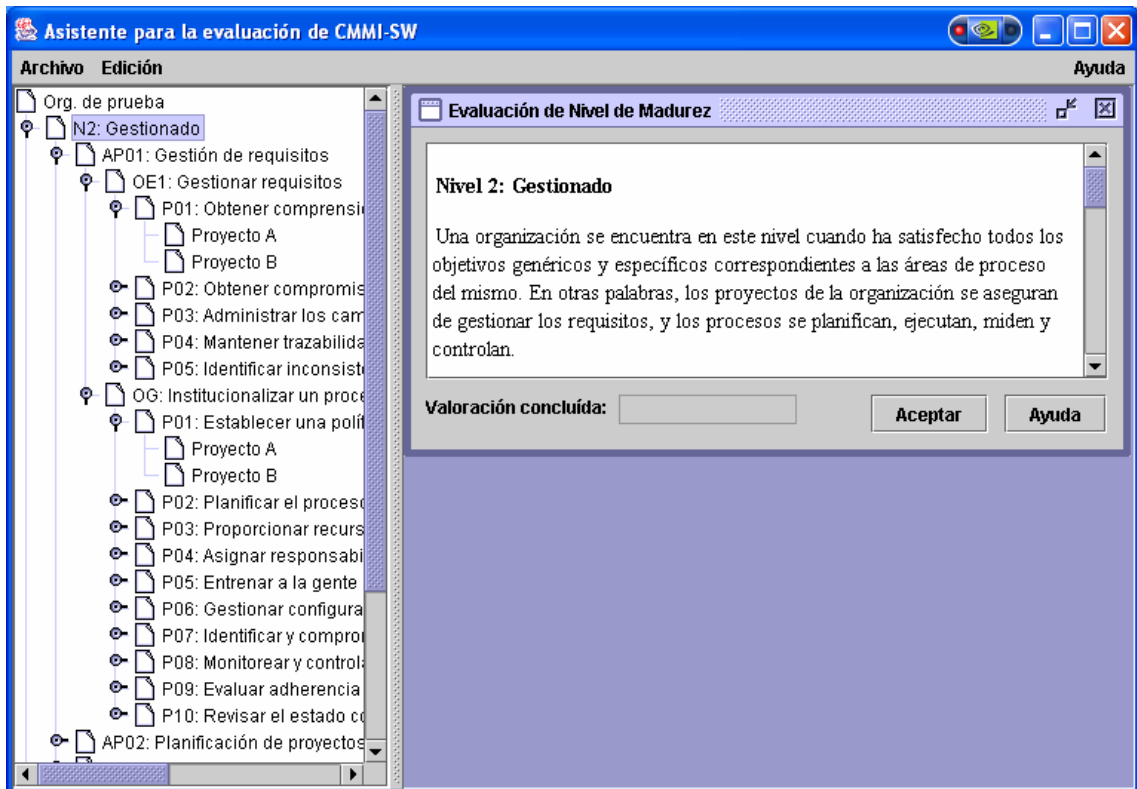 Asistente para la evaluación de CMMI-SW
Archivo Edición Ayuda
Org. de prueba
N2: Gestionado
AP01: Gestión de requisitos
OE1: Gestionar requisitos
P01: Obtener comprensi
Proyecto A
Proyecto B
P02: Obtener compromis
P03: Administrar los cam
P04: Mantener trazabilida
P05: Identificar inconsist
OG: Institucionalizar un proce
P01: Establecer una polít
Proyecto A
Proyecto B
P02: Planificar el proceso
P03: Proporcionar recurs
P04: Asignar responsabi
P05: Entrenar a la gente
P06: Gestionar configura
P07: Identificar y compro
P08: Monitorear y control
P09: Evaluar adherencia
P10: Revisar el estado co
AP02: Planificación de proyectos
Evaluación de Nivel de Madurez
Nivel 2: Gestionado
Una organización se encuentra en este nivel cuando ha satisfecho todos los
objetivos genéricos y específicos correspondientes a las áreas de proceso
del mismo. En otras palabras, los proyectos de la organización se aseguran
de gestionar los requisitos, y los procesos se planifican, ejecutan, miden y
controlan.
Valoración concluída:
Aceptar Ayuda